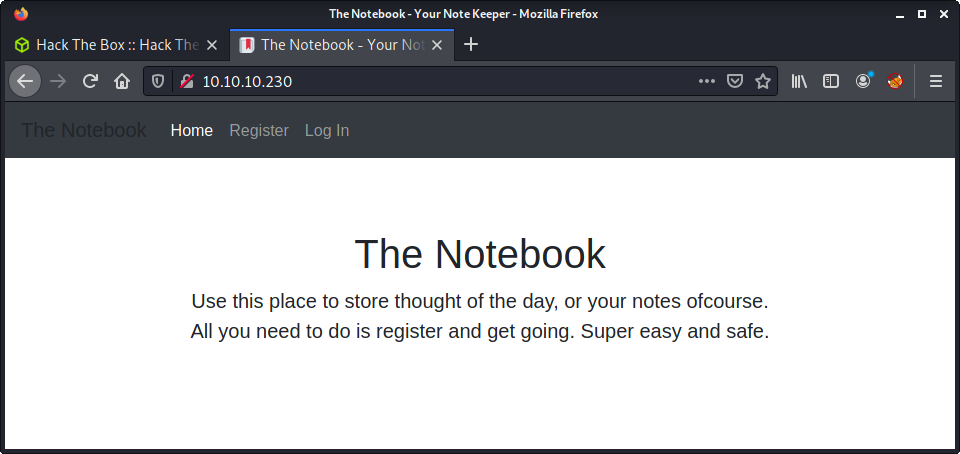 The Notebook - Your Note Keeper - Mozilla Firefox
Hack The Box :: Hack The
The Notebook - Your Not
10.10.10.230
The Notebook Home Register Log In
The Notebook
Use this place to store thought of the day, or your notes ofcourse.
All you need to do is register and get going. Super easy and safe.